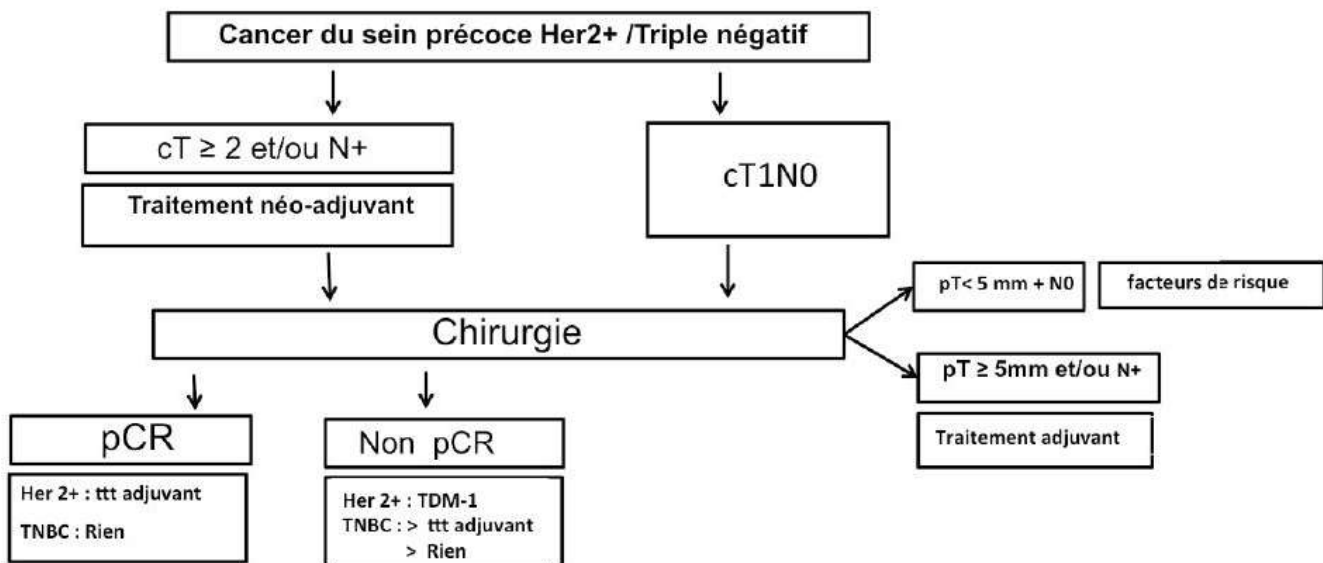 Cancer du sein précoce Her2+ /Triple négatif
cT ≥ 2 et/ou N+
Traitement néo-adjuvant
cT1N0
Chirurgie
pT< 5 mm + N0
facteurs de risque
pT ≥ 5mm et/ou N+
Traitement adjuvant
pCR
Her 2+ : ttt adjuvant
TNBC : Rien
Non pCR
Her 2+ : TDM-1
TNBC : > ttt adjuvant
> Rien